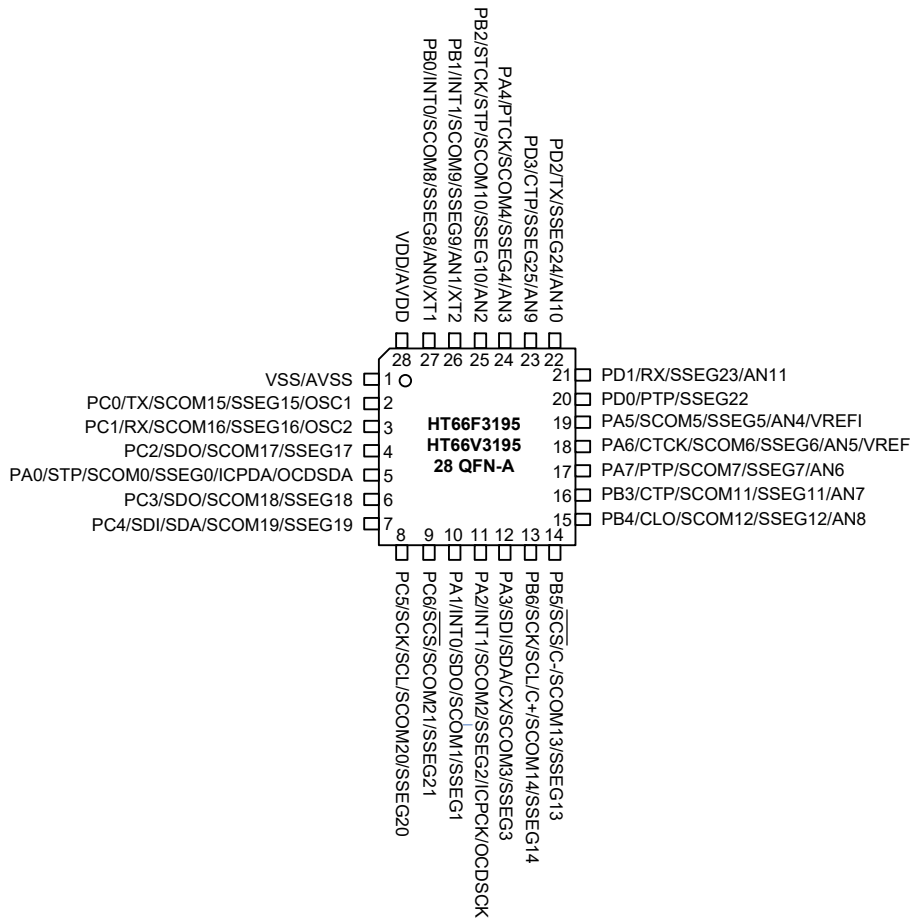 PB0/INT0/SCOM8/SSEG8/AN0/XT1
PB1/INT1/SCOM9/SSEG9/AN1/XT2
PB2/STCK/STP/SCOM10/SSEG10/AN2
PA4/PTCK/SCOM4/SSEG4/AN3
PD3/CTP/SSEG25/AN9
PD2/TX/SSEG24/AN10
VDD/AVDD
28 27 26 25 24 23 22
VSS/AVSS 1
PC0/TX/SCOM15/SSEG15/OSC1 2
PC1/RX/SCOM16/SSEG16/OSC2 3
PC2/SDO/SCOM17/SSEG17 4
PA0/STP/SCOM0/SSEG0/ICPDA/OCDSDA 5
PC3/SDO/SCOM18/SSEG18 6
PC4/SDI/SDA/SCOM19/SSEG19 7
HT66F3195
HT66V3195
28 QFN-A
21 PD1/RX/SSEG23/AN11
20 PD0/PTP/SSEG22
19 PA5/SCOM5/SSEG5/AN4/VREFI
18 PA6/CTCK/SCOM6/SSEG6/AN5/VREF
17 PA7/PTP/SCOM7/SSEG7/AN6
16 PB3/CTP/SCOM11/SSEG11/AN7
15 PB4/CLO/SCOM12/SSEG12/AN8
8 9 10 11 12 13 14
PC5/SCK/SCL/SCOM20/SSEG20
PC6/SCS/SCOM21/SSEG21
PA1/INT0/SDO/SCOM1/SSEG1
PA2/INT1/SCOM2/SSEG2/ICPCK/OCDSCK
PA3/SDI/SDA/CX/SCOM3/SSEG3
PB6/SCK/SCL/C+/SCOM14/SSEG14
PB5/SCS/C-/SCOM13/SSEG13